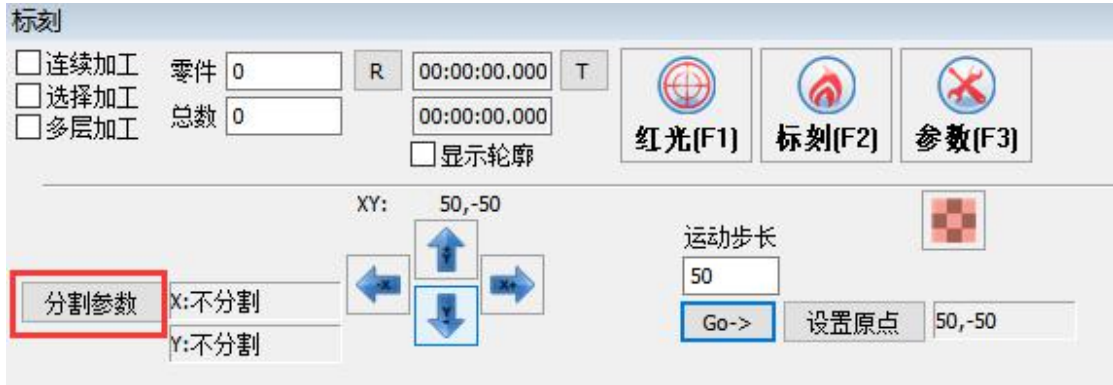 标刻
连续加工
选择加工
多层加工
零件 0 R 00:00:00.000 T
总数 0 00:00:00.000
显示轮廓
红光(F1) 标刻(F2) 参数(F3)
XY: 50,-50
Y+
-X X+
Y-
分割参数 X:不分割
Y:不分割
运动步长
50
Go-> 设置原点 50,-50